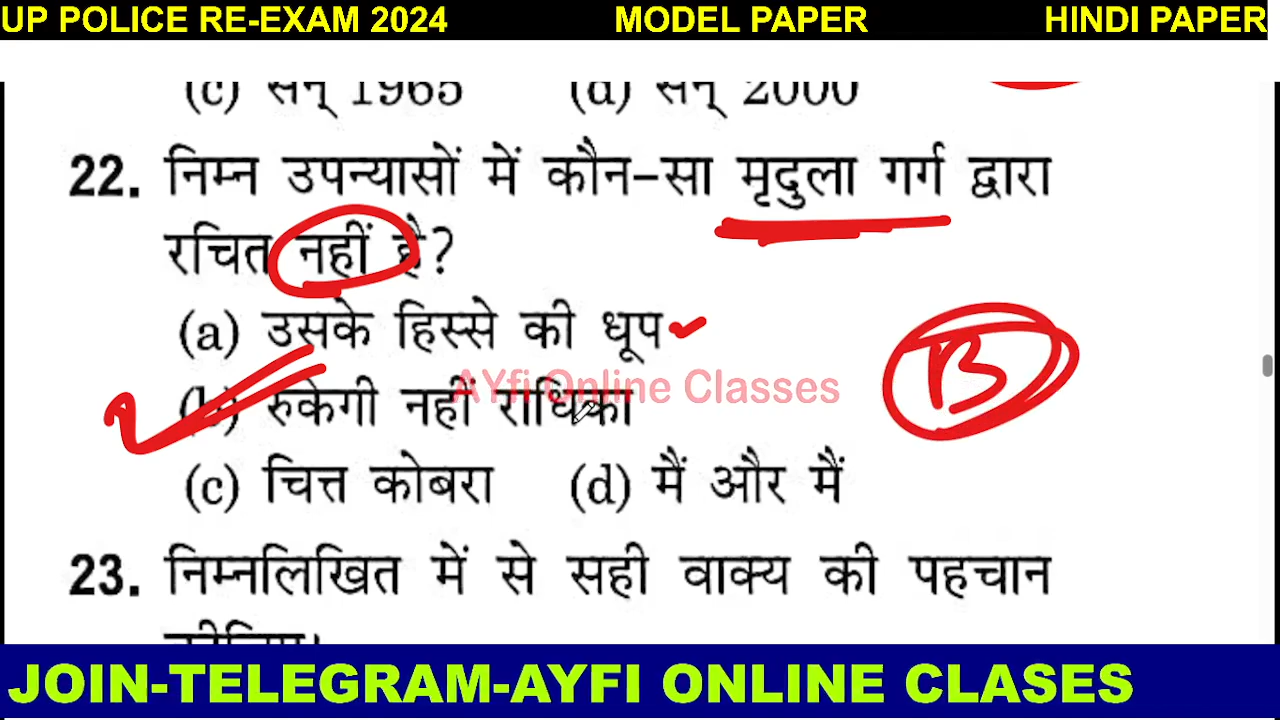 UP POLICE RE-EXAM 2024 MODEL PAPER HINDI PAPER
(c) सन् 1965 (d) सन् 2000
22. निम्न उपन्यासों में कौन-सा मृदुला गर्ग द्वारा
रचित नहीं है?
(a) उसके हिस्से की धूप
(b) रुकेगी नहीं राधिका
B
AYfi Online Classes
(c) चित्त कोबरा (d) मैं और मैं
23. निम्नलिखित में से सही वाक्य की पहचान
कीजिए।
JOIN-TELEGRAM-AYFI ONLINE CLASES